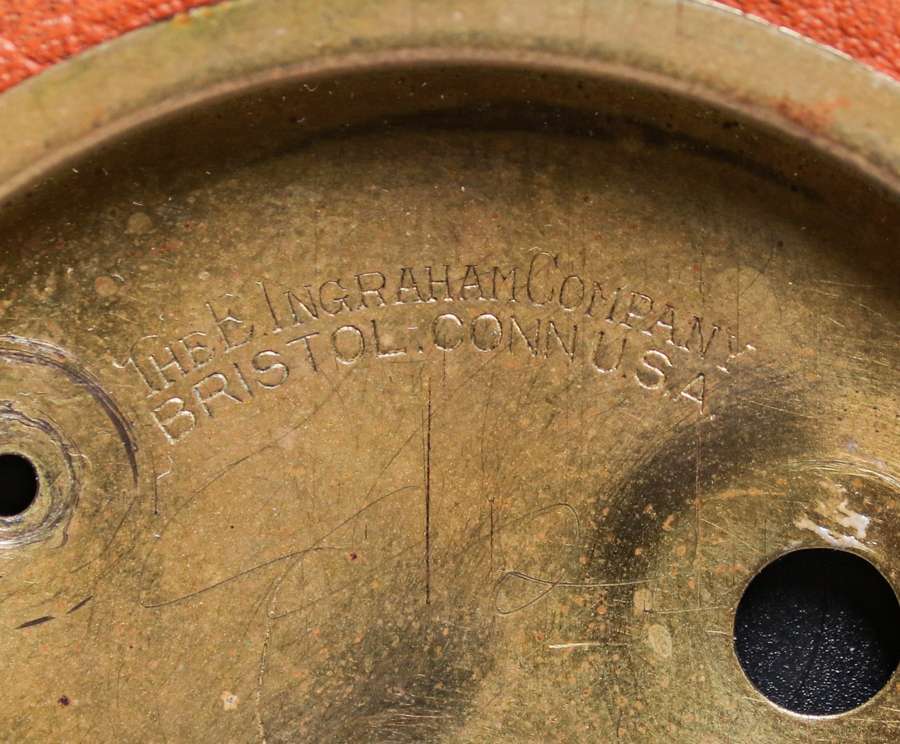 THE E INGRAHAM COMPANY
BRISTOL. CONN U.S.A.